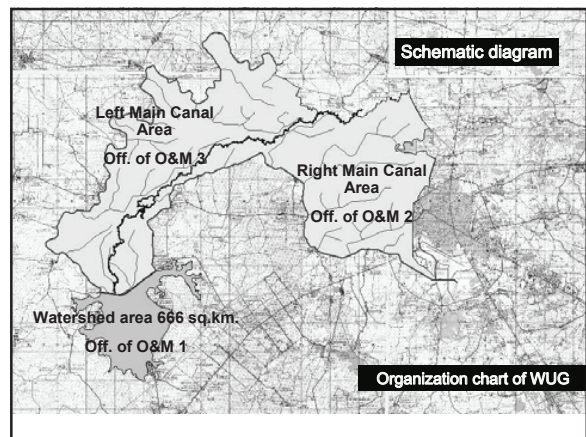 Schematic diagram
Left Main Canal
Area
Off. of O&M 3
Right Main Canal
Area
Off. of O&M 2
Watershed area 666 sq.km.
Off. of O&M 1
Organization chart of WUG